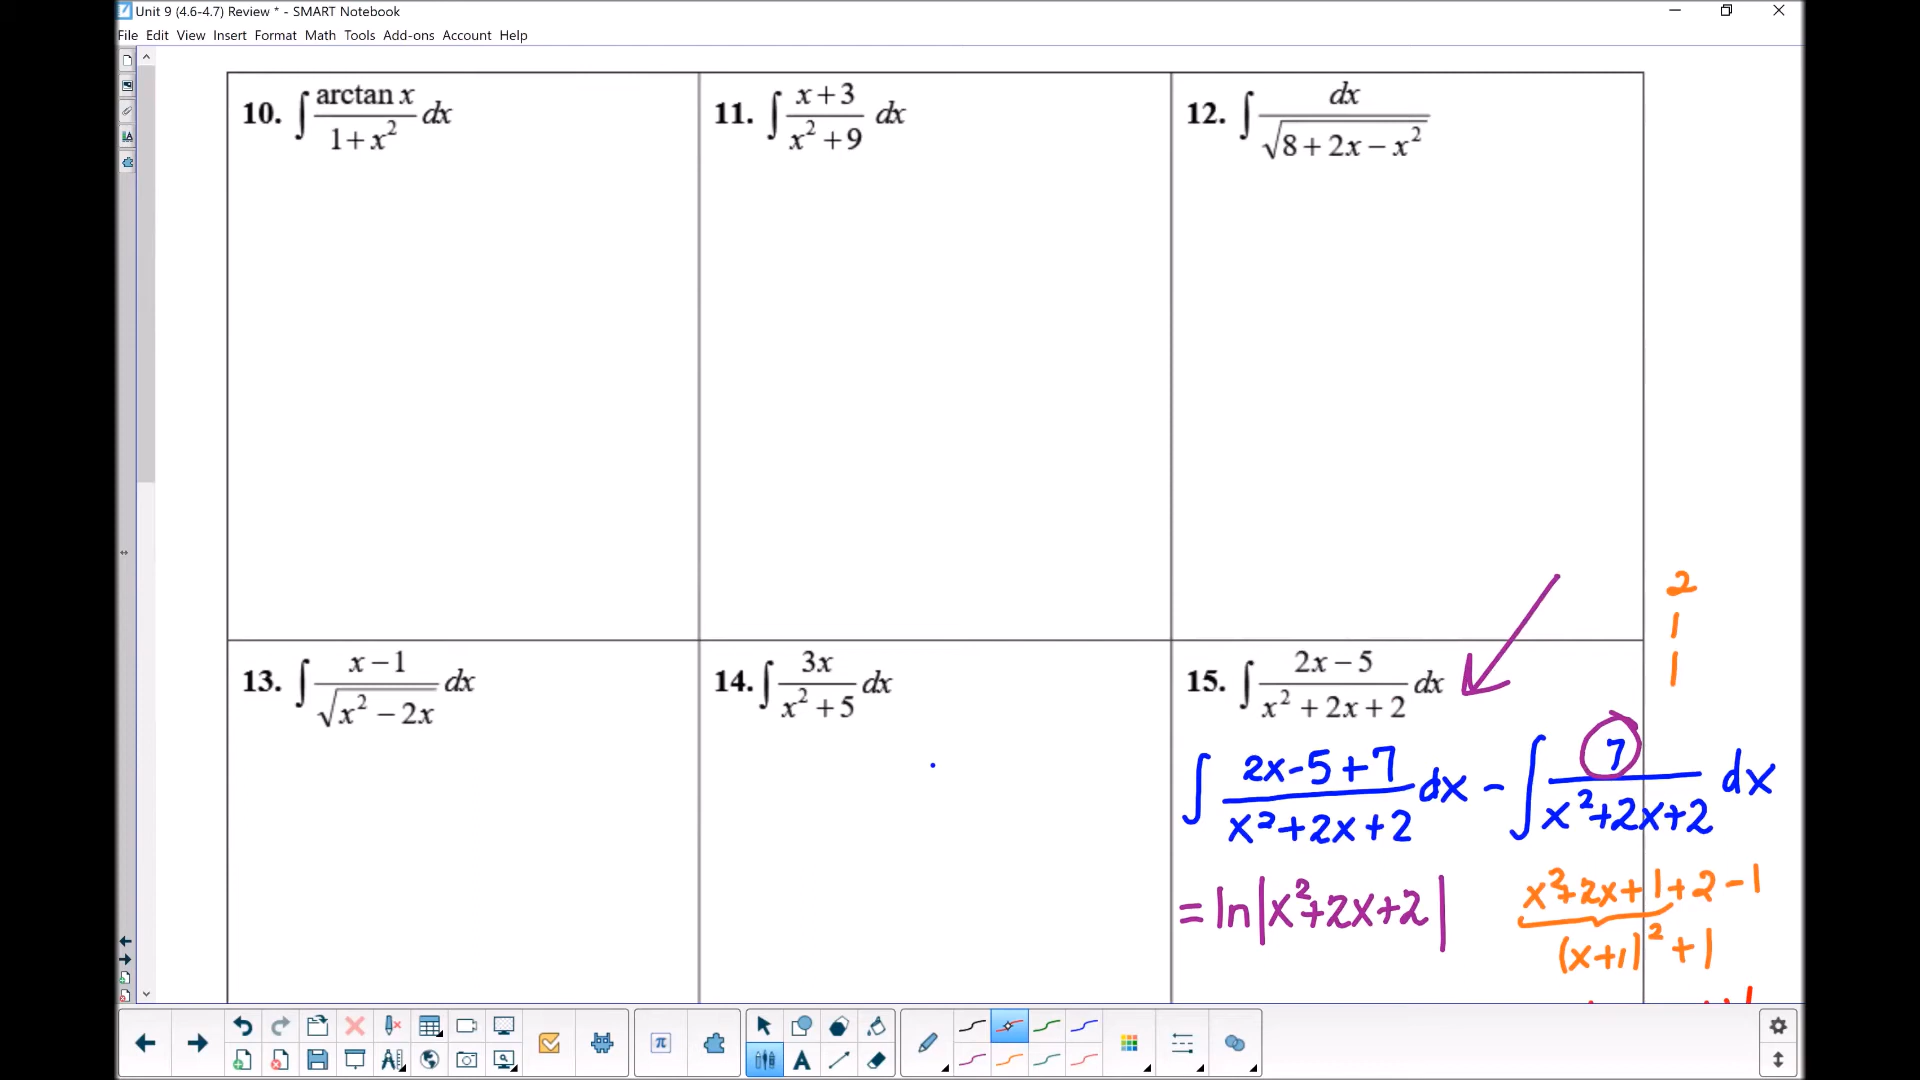 Unit 9 (4.6-4.7) Review * - SMART Notebook
File Edit View Insert Format Math Tools Add-ons Account Help
10. ∫ arctan x / (1 + x²) dx
11. ∫ (x + 3) / (x² + 9) dx
12. ∫ dx / √(8 + 2x − x²)
2
1
1
13. ∫ (x − 1) / √(x² − 2x) dx
14. ∫ 3x / (x² + 5) dx
15. ∫ (2x − 5) / (x² + 2x + 2) dx
∫ (2x-5+7) / (x²+2x+2) dx − ∫ 7 / (x²+2x+2) dx
= ln|x²+2x+2|
x²+2x+1+2-1
(x+1)²+1